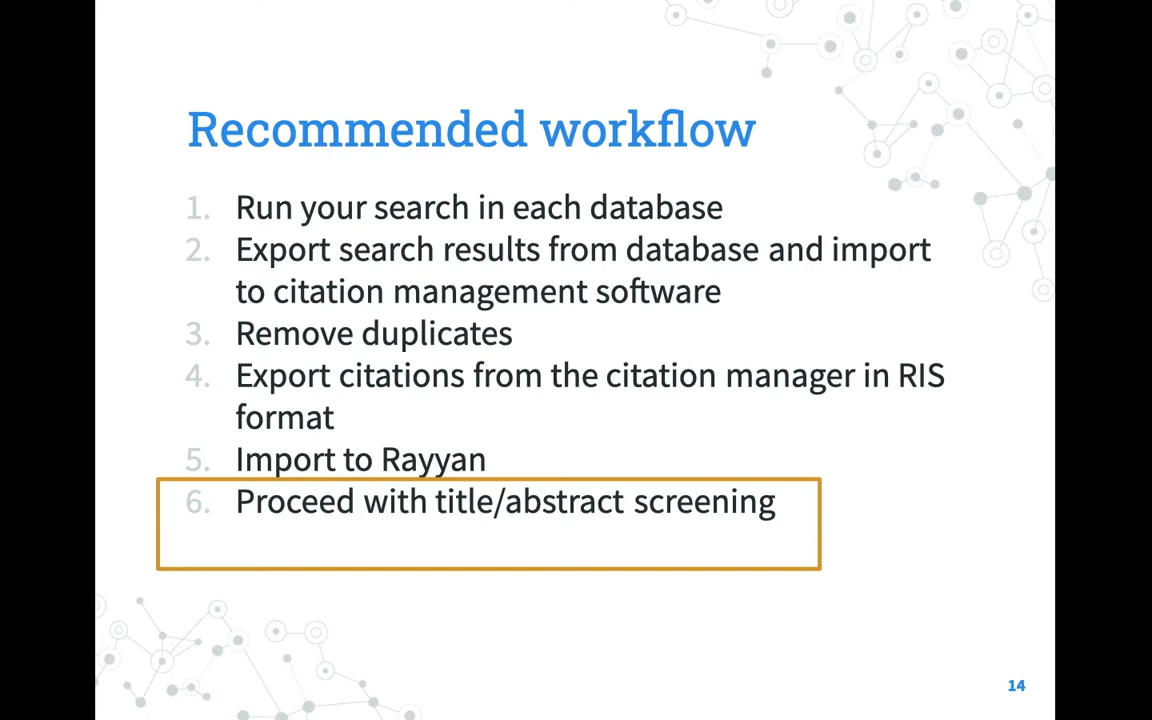 Recommended workflow
1. Run your search in each database
2. Export search results from database and import
to citation management software
3. Remove duplicates
4. Export citations from the citation manager in RIS
format
5. Import to Rayyan
6. Proceed with title/abstract screening
14